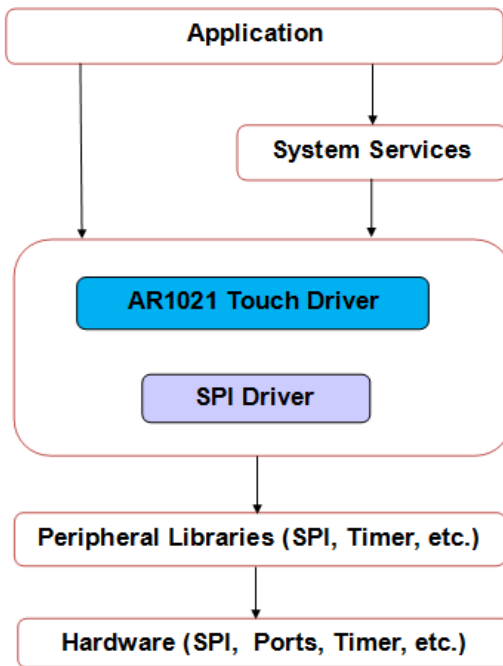 Application
System Services
AR1021 Touch Driver
SPI Driver
Peripheral Libraries (SPI, Timer, etc.)
Hardware (SPI, Ports, Timer, etc.)